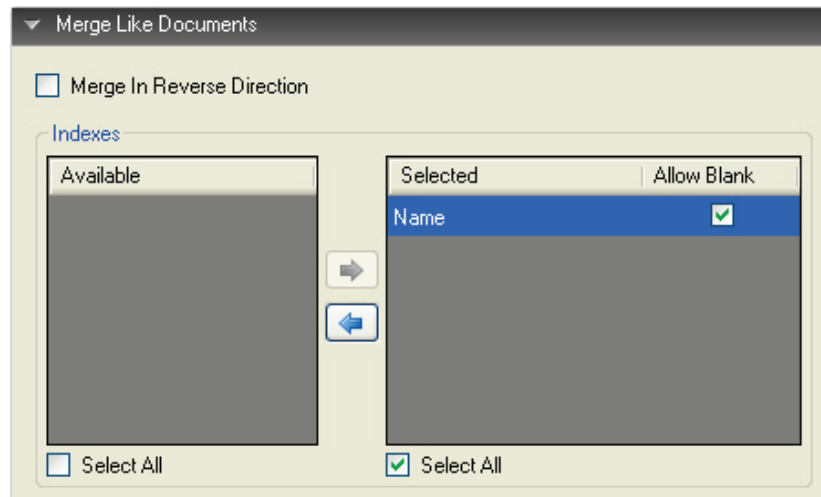 Merge Like Documents
Merge In Reverse Direction
Indexes
Available
Selected Allow Blank
Name
Select All
Select All